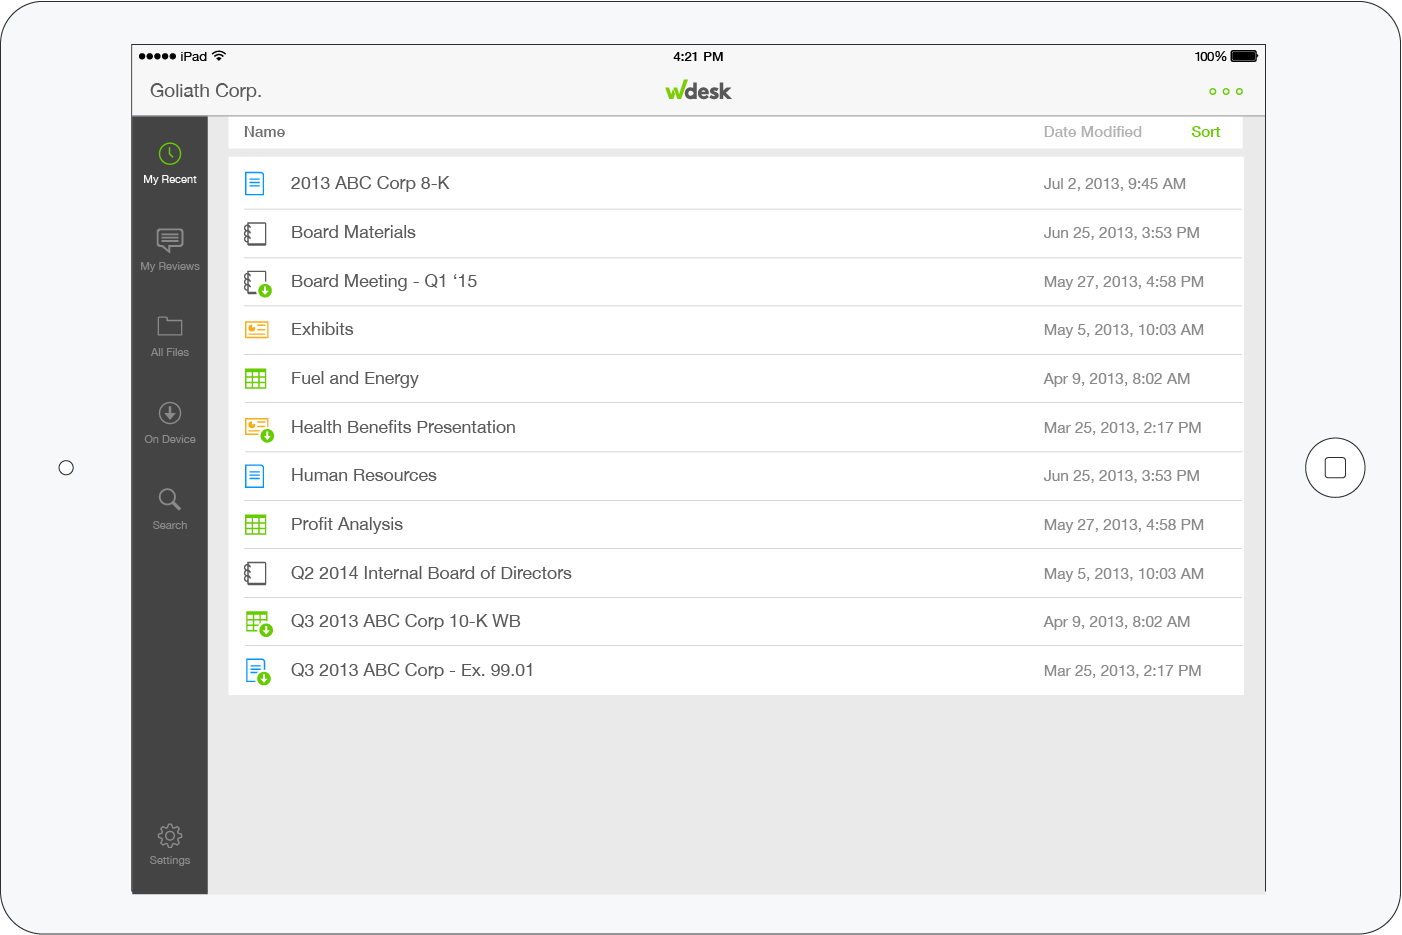 iPad 4:21 PM 100%
Goliath Corp. wdesk
Name Date Modified Sort
My Recent
My Reviews
All Files
On Device
Search
Settings
2013 ABC Corp 8-K Jul 2, 2013, 9:45 AM
Board Materials Jun 25, 2013, 3:53 PM
Board Meeting - Q1 ‘15 May 27, 2013, 4:58 PM
Exhibits May 5, 2013, 10:03 AM
Fuel and Energy Apr 9, 2013, 8:02 AM
Health Benefits Presentation Mar 25, 2013, 2:17 PM
Human Resources Jun 25, 2013, 3:53 PM
Profit Analysis May 27, 2013, 4:58 PM
Q2 2014 Internal Board of Directors May 5, 2013, 10:03 AM
Q3 2013 ABC Corp 10-K WB Apr 9, 2013, 8:02 AM
Q3 2013 ABC Corp - Ex. 99.01 Mar 25, 2013, 2:17 PM